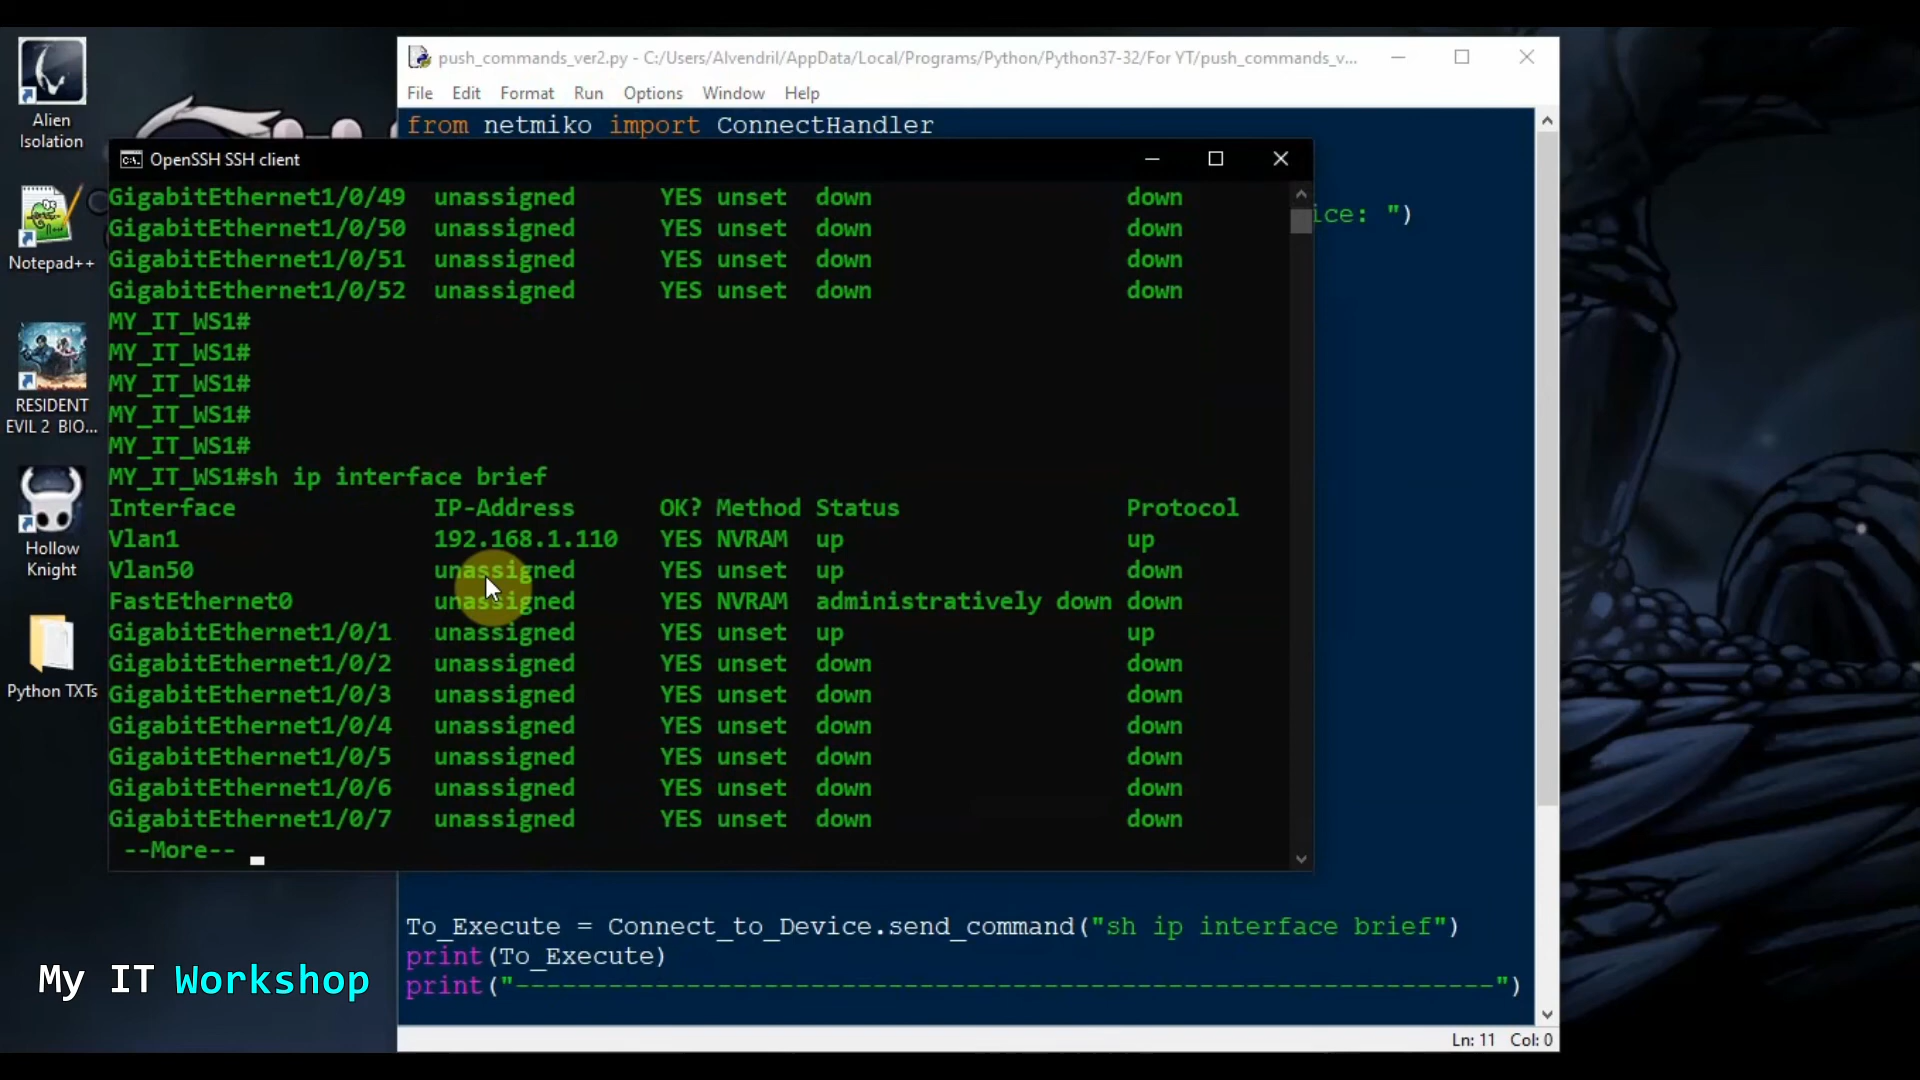 push_commands_ver2.py - C:/Users/Alvendril/AppData/Local/Programs/Python/Python37-32/For YT/push_commands_v...
File Edit Format Run Options Window Help
from netmiko import ConnectHandler
ice: ")
OpenSSH SSH client
GigabitEthernet1/0/49 unassigned YES unset down down
GigabitEthernet1/0/50 unassigned YES unset down down
GigabitEthernet1/0/51 unassigned YES unset down down
GigabitEthernet1/0/52 unassigned YES unset down down
MY_IT_WS1#
MY_IT_WS1#
MY_IT_WS1#
MY_IT_WS1#
MY_IT_WS1#
MY_IT_WS1#sh ip interface brief
Interface IP-Address OK? Method Status Protocol
Vlan1 192.168.1.110 YES NVRAM up up
Vlan50 unassigned YES unset up down
FastEthernet0 unassigned YES NVRAM administratively down down
GigabitEthernet1/0/1 unassigned YES unset up up
GigabitEthernet1/0/2 unassigned YES unset down down
GigabitEthernet1/0/3 unassigned YES unset down down
GigabitEthernet1/0/4 unassigned YES unset down down
GigabitEthernet1/0/5 unassigned YES unset down down
GigabitEthernet1/0/6 unassigned YES unset down down
GigabitEthernet1/0/7 unassigned YES unset down down
--More--
To_Execute = Connect_to_Device.send_command("sh ip interface brief")
print(To_Execute)
print("---------------------------------------------------------------------")
Ln: 11 Col: 0
Alien
Isolation
Notepad++
RESIDENT
EVIL 2 BIO...
Hollow
Knight
Python TXTs
My IT Workshop